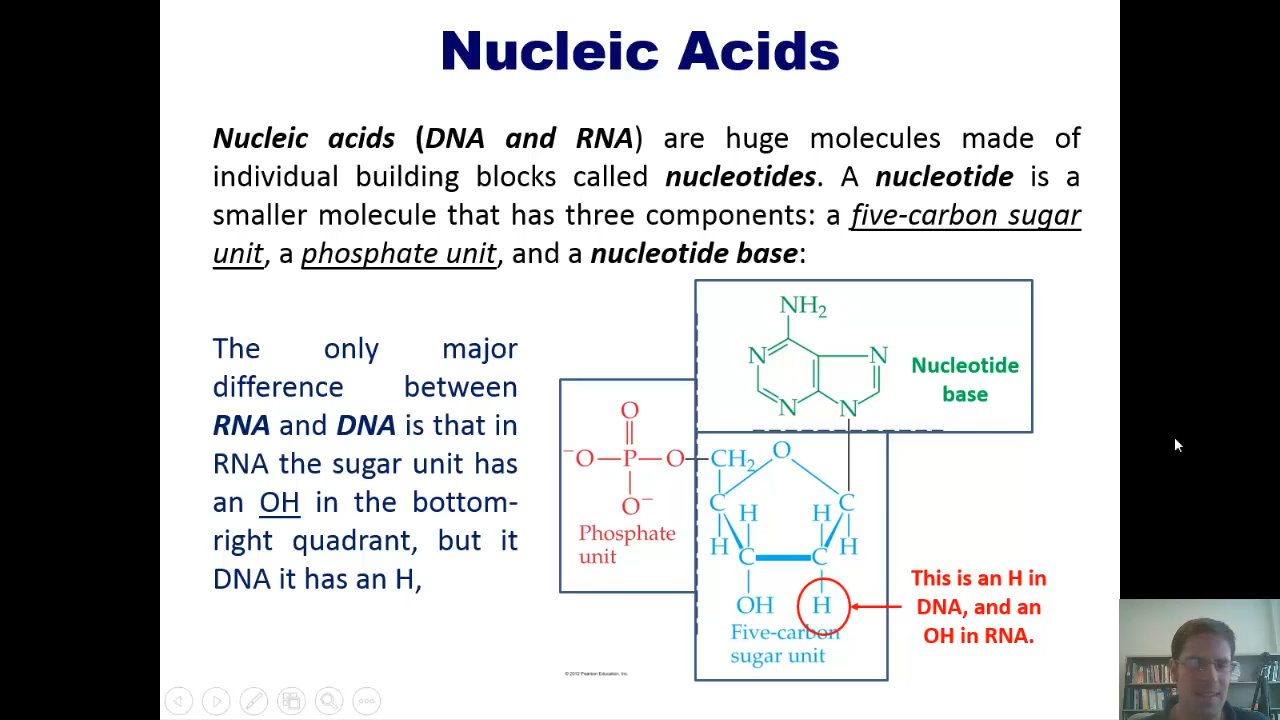 Nucleic Acids
Nucleic acids (DNA and RNA) are huge molecules made of
individual building blocks called nucleotides. A nucleotide is a
smaller molecule that has three components: a five-carbon sugar
unit, a phosphate unit, and a nucleotide base:
The only major
difference between
RNA and DNA is that in
RNA the sugar unit has
an OH in the bottom-
right quadrant, but it
DNA it has an H,
NH₂
N N
Nucleotide
base
N N
O
⁻O P O CH₂ O
O⁻ C C
H H
Phosphate
unit
H C C H
OH H
Five-carbon
sugar unit
This is an H in
DNA, and an
OH in RNA.
© 2013 Pearson Education, Inc.